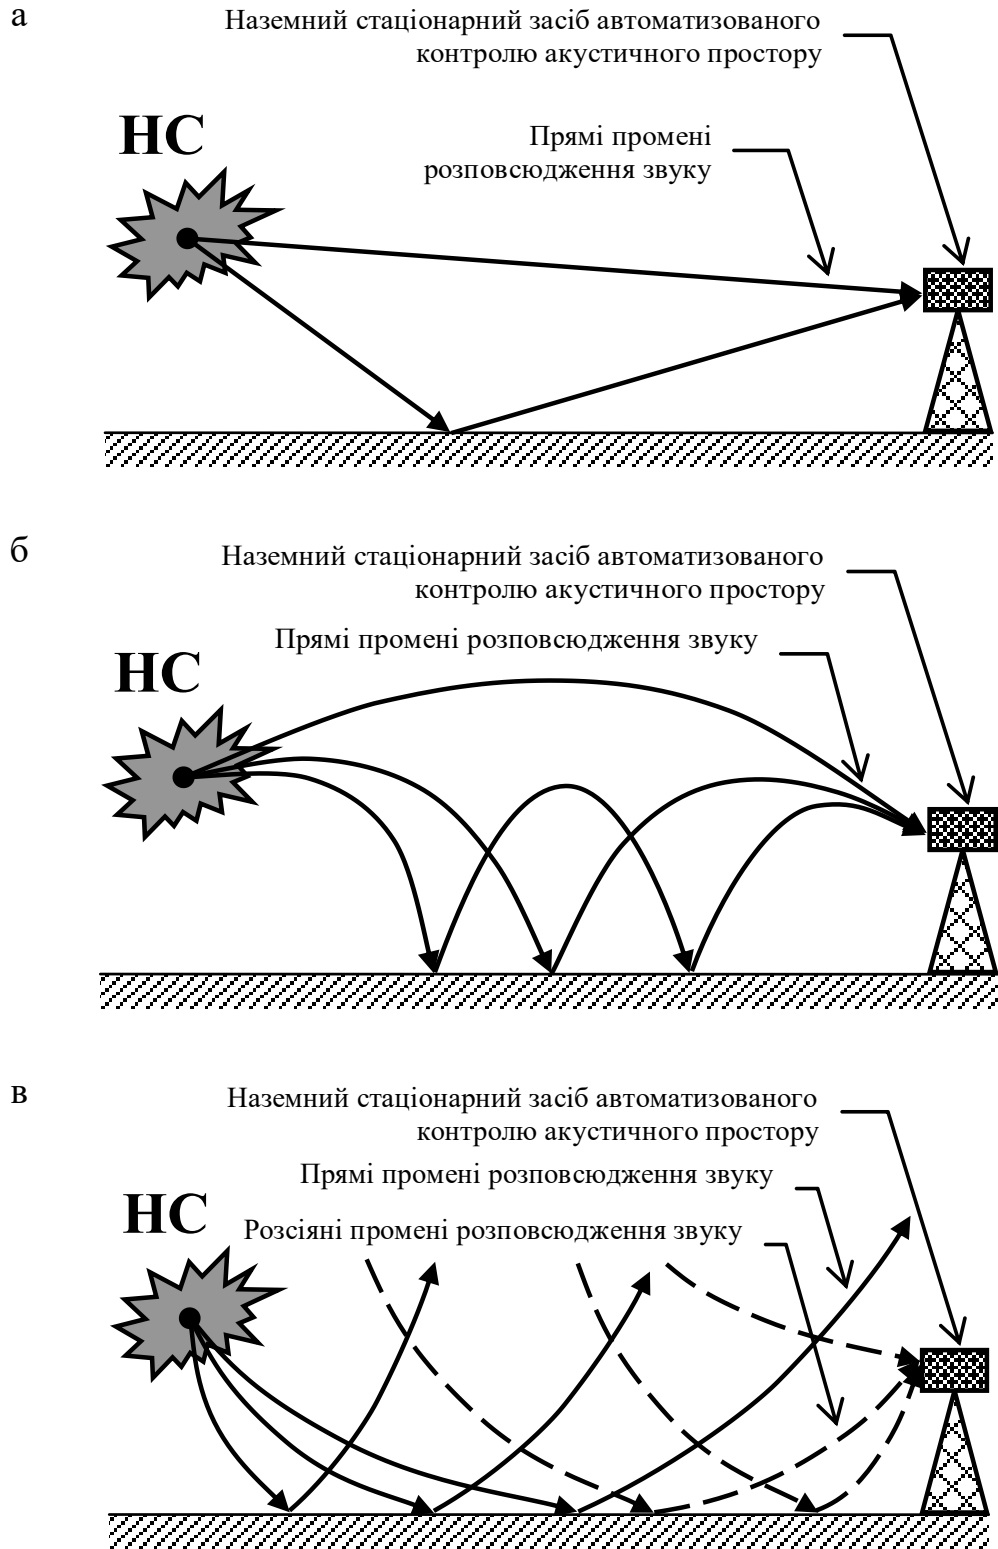 а
Наземний стаціонарний засіб автоматизованого
контролю акустичного простору
НС
Прямі промені
розповсюдження звуку
б
Наземний стаціонарний засіб автоматизованого
контролю акустичного простору
Прямі промені розповсюдження звуку
НС
в
Наземний стаціонарний засіб автоматизованого
контролю акустичного простору
Прямі промені розповсюдження звуку
НС
Розсіяні промені розповсюдження звуку